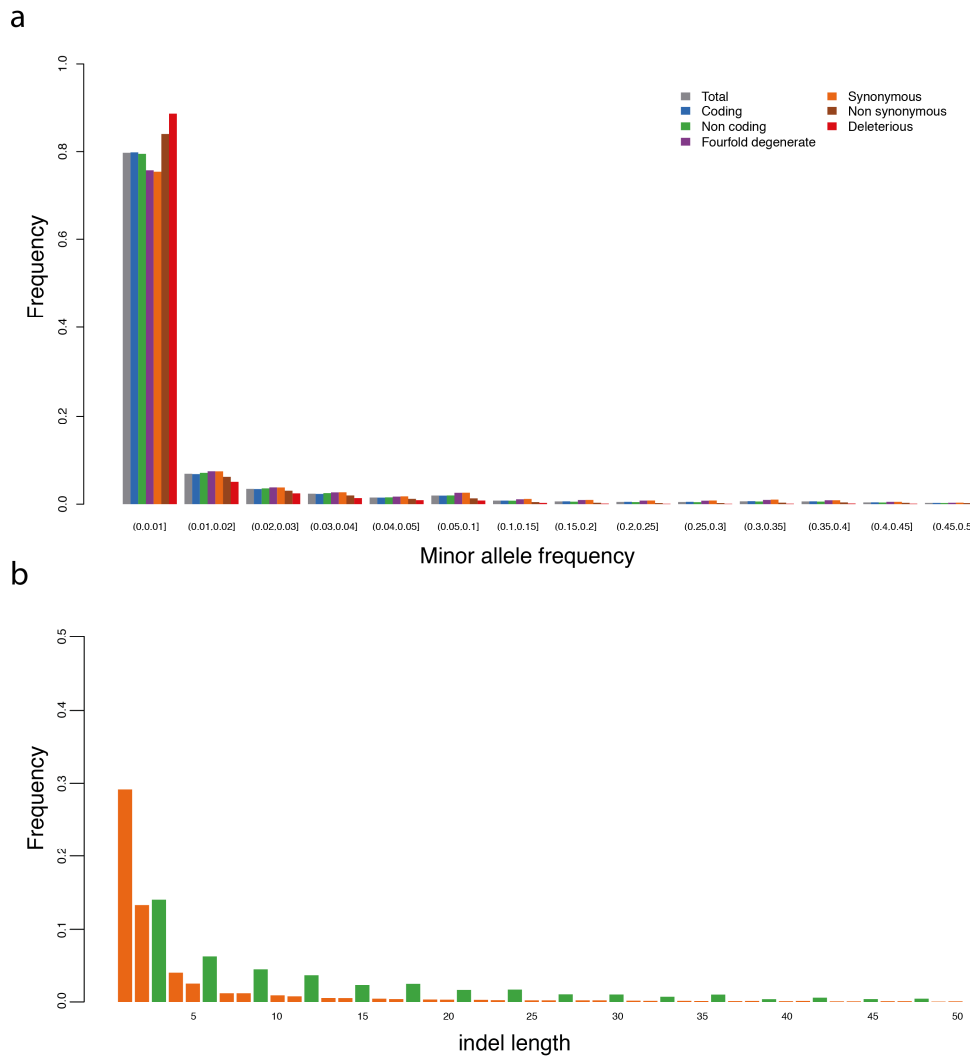 a
1.0
0.8
0.6
0.4
0.2
0.0
Frequency
Total
Coding
Non coding
Fourfold degenerate
Synonymous
Non synonymous
Deleterious
(0.0.01] (0.01,0.02] (0.02.0.03] (0.03,0.04] (0.04,0.05] (0.05.0.1] (0.1,0.15] (0.15,0.2] (0.2.0.25] (0.25.0.3] (0.3,0.35] (0.35,0.4] (0.4,0.45] (0.45.0.5
Minor allele frequency
b
0.5
0.4
0.3
0.2
0.1
0.0
Frequency
5 10 15 20 25 30 35 40 45 50
indel length